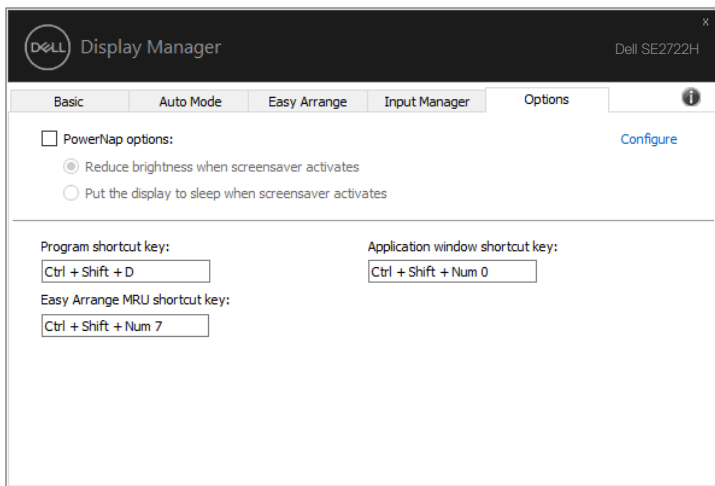 x
DELL Display Manager
Dell SE2722H
Basic Auto Mode Easy Arrange Input Manager Options
PowerNap options: Configure
Reduce brightness when screensaver activates
Put the display to sleep when screensaver activates
Program shortcut key: Application window shortcut key:
Ctrl + Shift + D Ctrl + Shift + Num 0
Easy Arrange MRU shortcut key:
Ctrl + Shift + Num 7